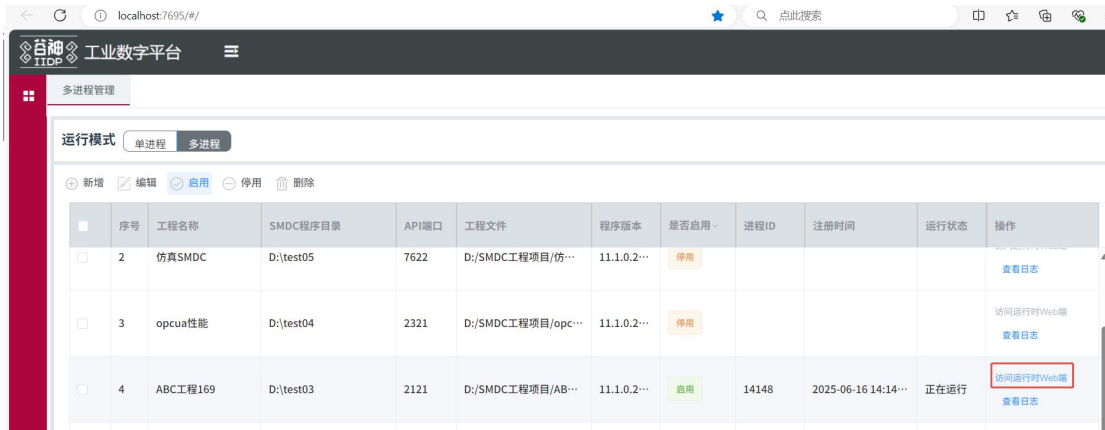 localhost:7695/#/
点此搜索
谷神 IIDP 工业数字平台
多进程管理
运行模式 单进程 多进程
新增 编辑 启用 停用 删除
序号 工程名称 SMDC程序目录 API端口 工程文件 程序版本 是否启用 进程ID 注册时间 运行状态 操作
2 仿真SMDC D:\test05 7622 D:/SMDC工程项目/仿… 11.1.0.2… 停用
查看日志
3 opcua性能 D:\test04 2321 D:/SMDC工程项目/opc… 11.1.0.2… 停用 访问运行时Web端
查看日志
4 ABC工程169 D:\test03 2121 D:/SMDC工程项目/AB… 11.1.0.2… 启用 14148 2025-06-16 14:14… 正在运行 访问运行时Web端
查看日志